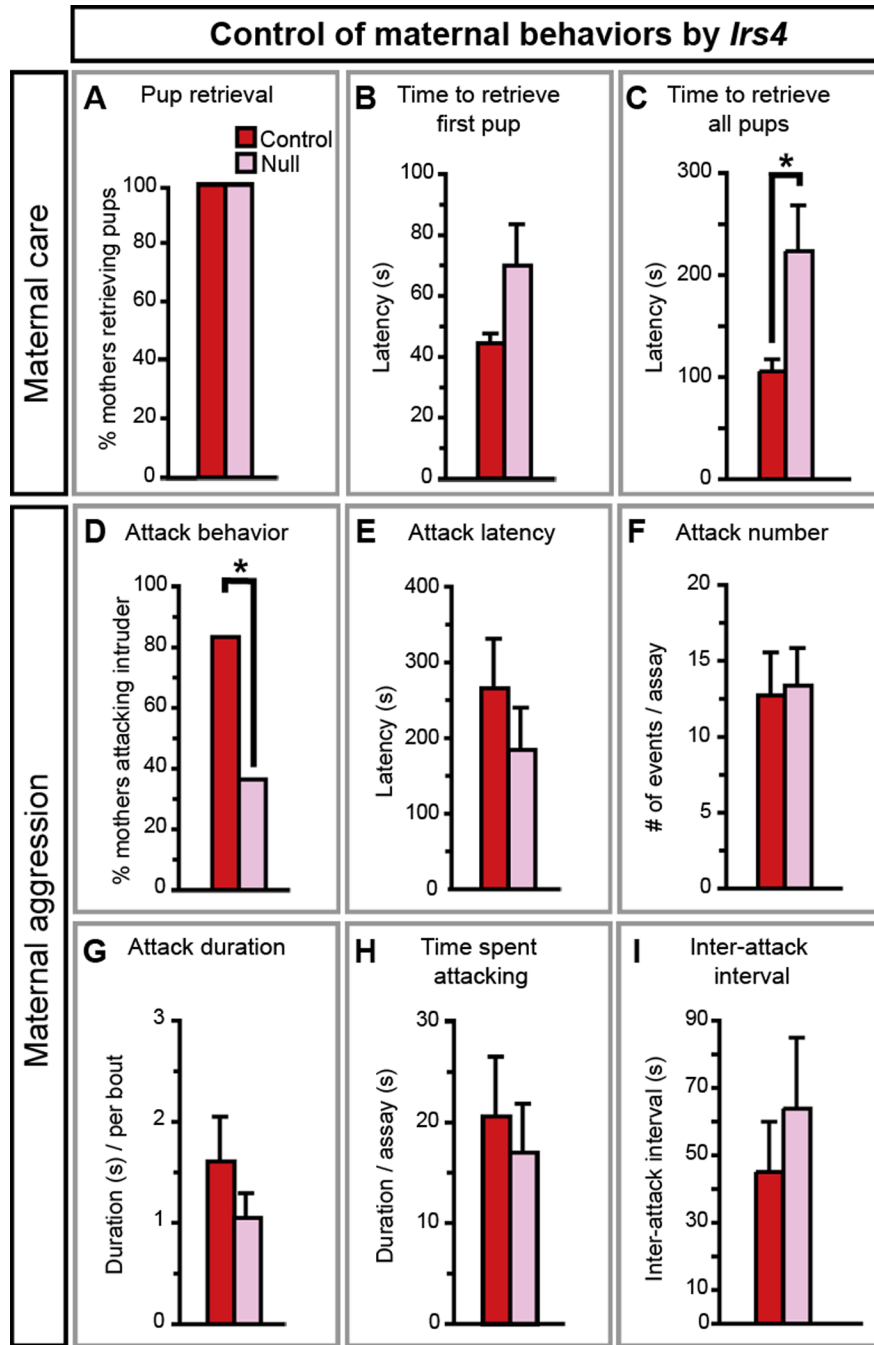 Control of maternal behaviors by Irs4
Maternal care
A
Pup retrieval
Control
Null
% mothers retrieving pups
100
80
60
40
20
0
B
Time to retrieve
first pup
Latency (s)
100
80
60
40
20
0
C
Time to retrieve
all pups
*
Latency (s)
300
200
100
0
Maternal aggression
D
Attack behavior
*
% mothers attacking intruder
100
80
60
40
20
0
E
Attack latency
Latency (s)
400
300
200
100
0
F
Attack number
# of events / assay
20
15
13
5
0
G
Attack duration
Duration (s) / per bout
3
2
1
0
H
Time spent
attacking
Duration / assay (s)
30
20
10
0
I
Inter-attack
interval
Inter-attack interval (s)
90
70
50
30
10
0